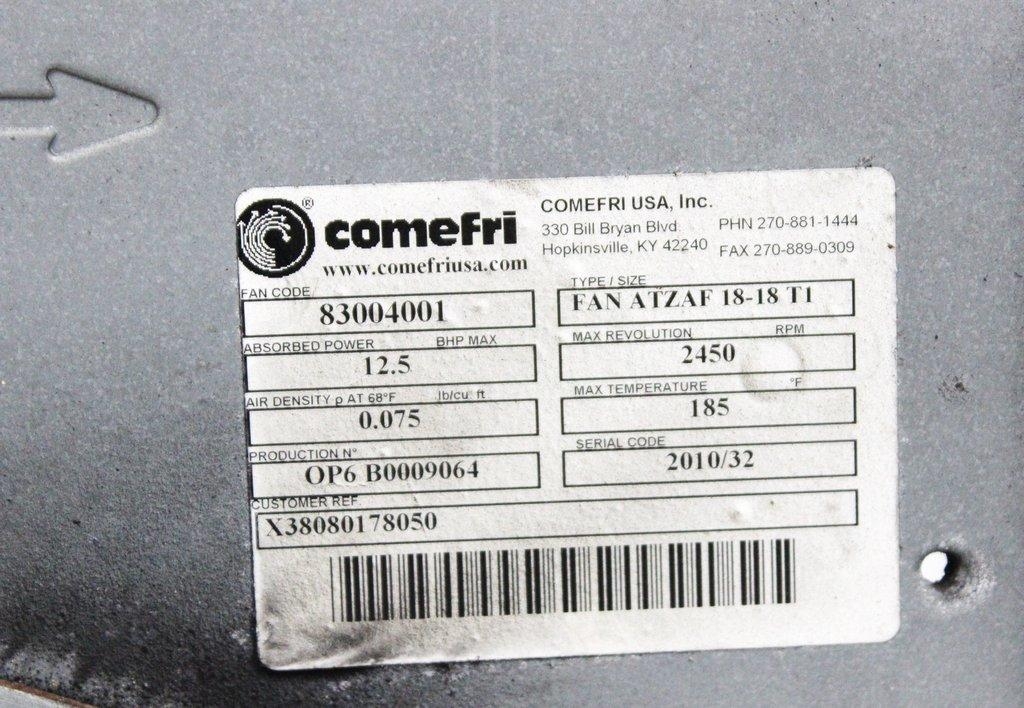 ® comefri
www.comefriusa.com
COMEFRI USA, Inc.
330 Bill Bryan Blvd. PHN 270-881-1444
Hopkinsville, KY 42240 FAX 270-889-0309
FAN CODE
83004001
TYPE / SIZE
FAN ATZAF 18-18 T1
ABSORBED POWER BHP MAX
12.5
MAX REVOLUTION RPM
2450
AIR DENSITY ρ AT 68°F lb/cu. ft
0.075
MAX TEMPERATURE °F
185
PRODUCTION N°
OP6 B0009064
SERIAL CODE
2010/32
CUSTOMER REF.
X38080178050